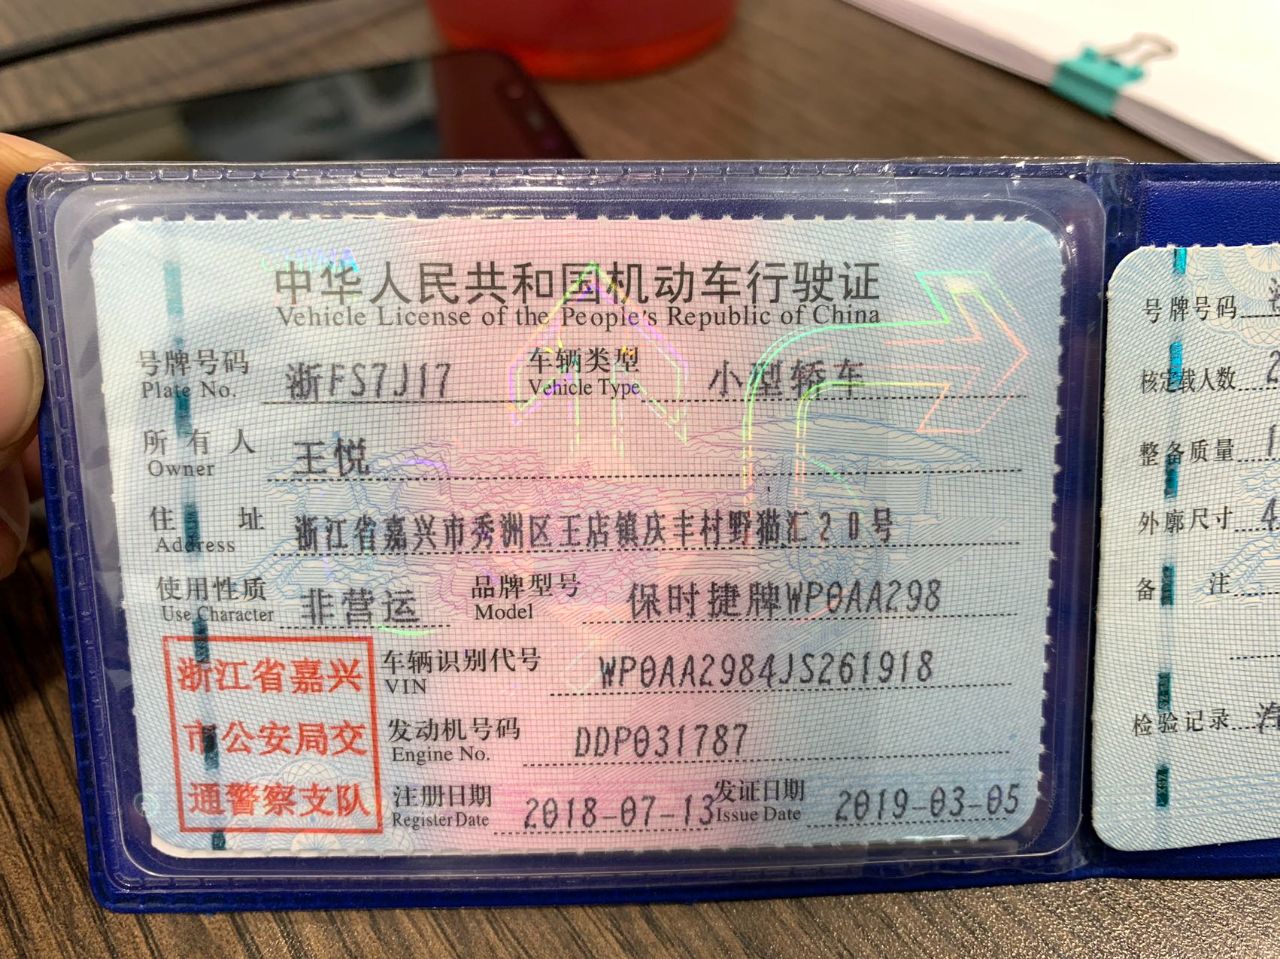 中华人民共和国机动车行驶证
Vehicle License of the People's Republic of China
号牌号码 浙FS7J17 车辆类型 小型轿车
Plate No. Vehicle Type
所有人 王悦
Owner
住址 浙江省嘉兴市秀洲区王店镇庆丰村野猫汇20号
Address
使用性质 非营运 品牌型号 保时捷牌WP0AA298
Use Character Model
浙江省嘉兴
市公安局交
通警察支队
车辆识别代号 WP0AA2984JS261918
VIN
发动机号码 DDP031787
Engine No.
注册日期 2018-07-13 发证日期 2019-03-05
Register Date Issue Date
号牌号码
核定载人数 2
整备质量 1
外廓尺寸 4
备注
检验记录